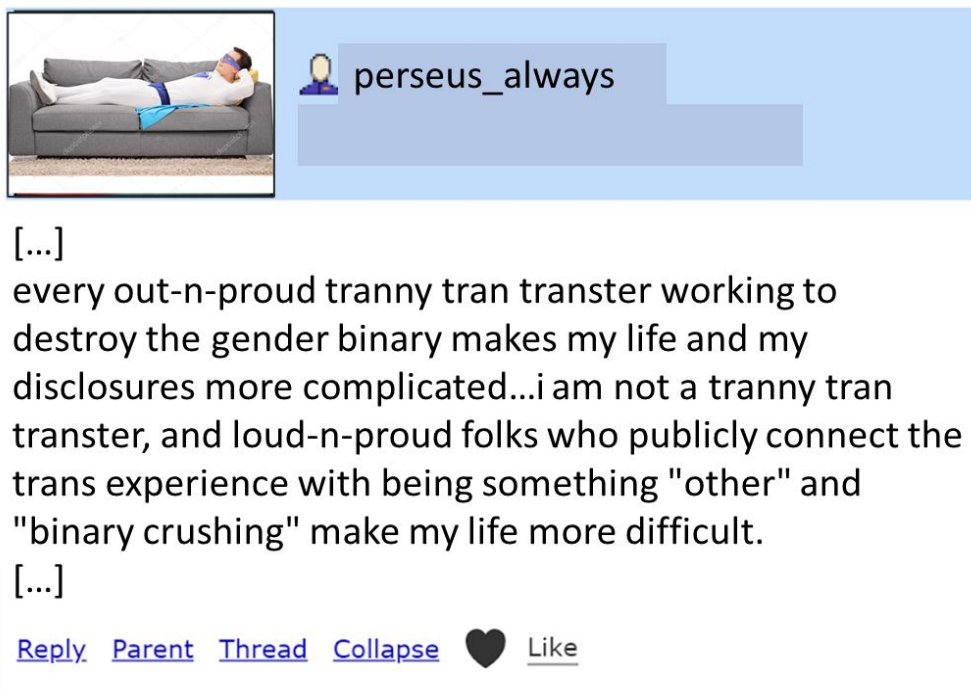 perseus_always
[...]
every out-n-proud tranny tran transter working to
destroy the gender binary makes my life and my
disclosures more complicated...i am not a tranny tran
transter, and loud-n-proud folks who publicly connect the
trans experience with being something "other" and
"binary crushing" make my life more difficult.
[...]
Reply Parent Thread Collapse Like